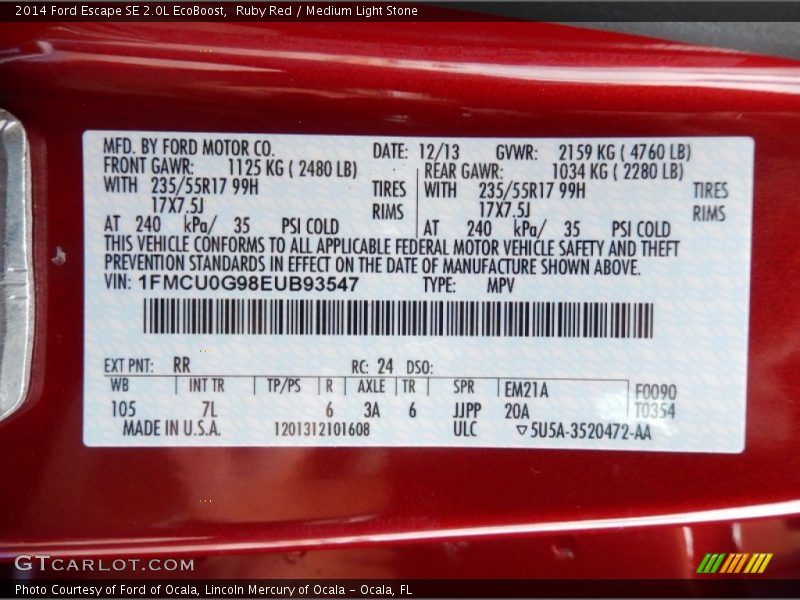 2014 Ford Escape SE 2.0L EcoBoost,  Ruby Red / Medium Light Stone
MFD. BY FORD MOTOR CO. DATE: 12/13 GVWR: 2159 KG ( 4760 LB)
FRONT GAWR: 1125 KG ( 2480 LB) REAR GAWR: 1034 KG ( 2280 LB)
WITH 235/55R17 99H TIRES WITH 235/55R17 99H TIRES
17X7.5J RIMS 17X7.5J RIMS
AT 240 kPa/ 35 PSI COLD AT 240 kPa/ 35 PSI COLD
THIS VEHICLE CONFORMS TO ALL APPLICABLE FEDERAL MOTOR VEHICLE SAFETY AND THEFT
PREVENTION STANDARDS IN EFFECT ON THE DATE OF MANUFACTURE SHOWN ABOVE.
VIN: 1FMCU0G98EUB93547 TYPE: MPV
EXT PNT: RR RC: 24 DSO:
WB INT TR TP/PS R AXLE TR SPR EM21A F0090
105 7L 6 3A 6 JJPP 20A T0354
MADE IN U.S.A. 1201312101608 ULC ▽5U5A-3520472-AA
GTCARLOT.COM
Photo Courtesy of Ford of Ocala, Lincoln Mercury of Ocala – Ocala, FL